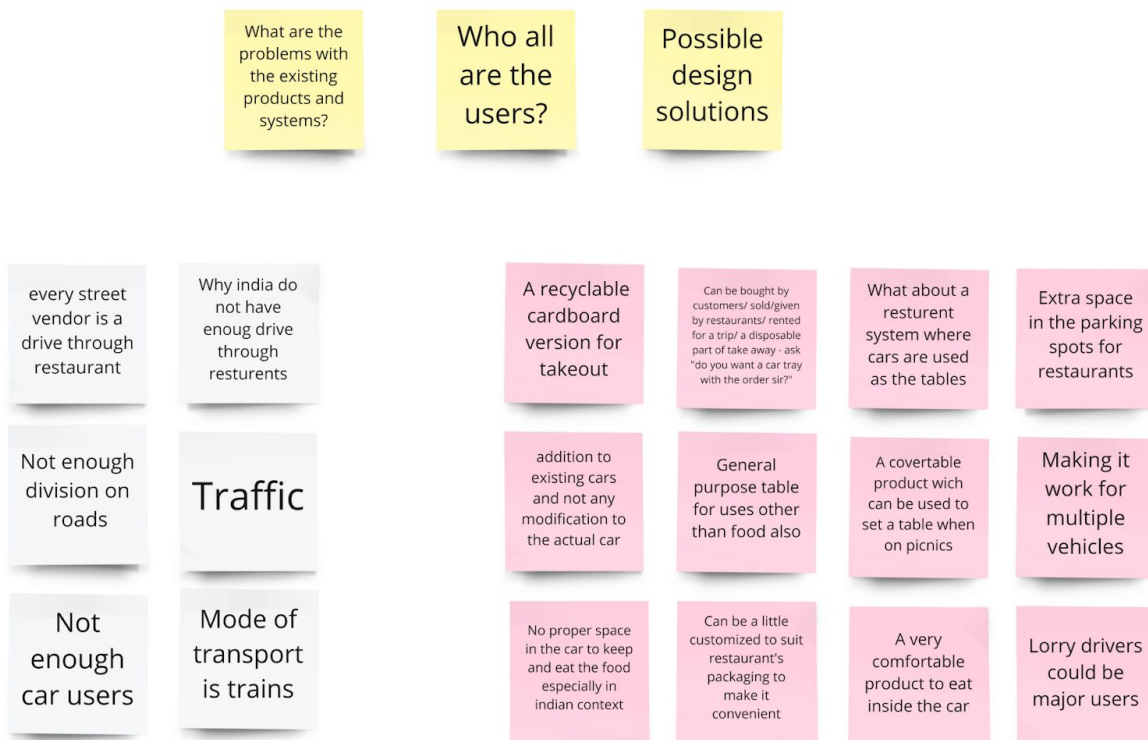 What are the
problems with
the existing
products and
systems?
Who all
are the
users?
Possible
design
solutions
every street
vendor is a
drive through
restaurant
Why india do
not have
enoug drive
through
resturents
A recyclable
cardboard
version for
takeout
Can be bought by
customers/ sold/given
by restaurants/ rented
for a trip/ a disposable
part of take away - ask
"do you want a car tray
with the order sir?"
What about a
resturent
system where
cars are used
as the tables
Extra space
in the parking
spots for
restaurants
Not enough
division on
roads
Traffic
addition to
existing cars
and not any
modification to
the actual car
General
purpose table
for uses other
than food also
A covertable
product wich
can be used to
set a table when
on picnics
Making it
work for
multiple
vehicles
Not
enough
car users
Mode of
transport
is trains
No proper space
in the car to keep
and eat the food
especially in
indian context
Can be a little
customized to suit
restaurant's
packaging to
make it
convenient
A very
comfortable
product to eat
inside the car
Lorry drivers
could be
major users